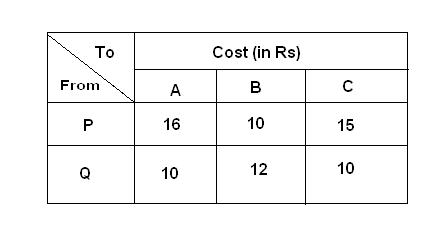 To Cost (in Rs)
From A B C
P 16 10 15
Q 10 12 10